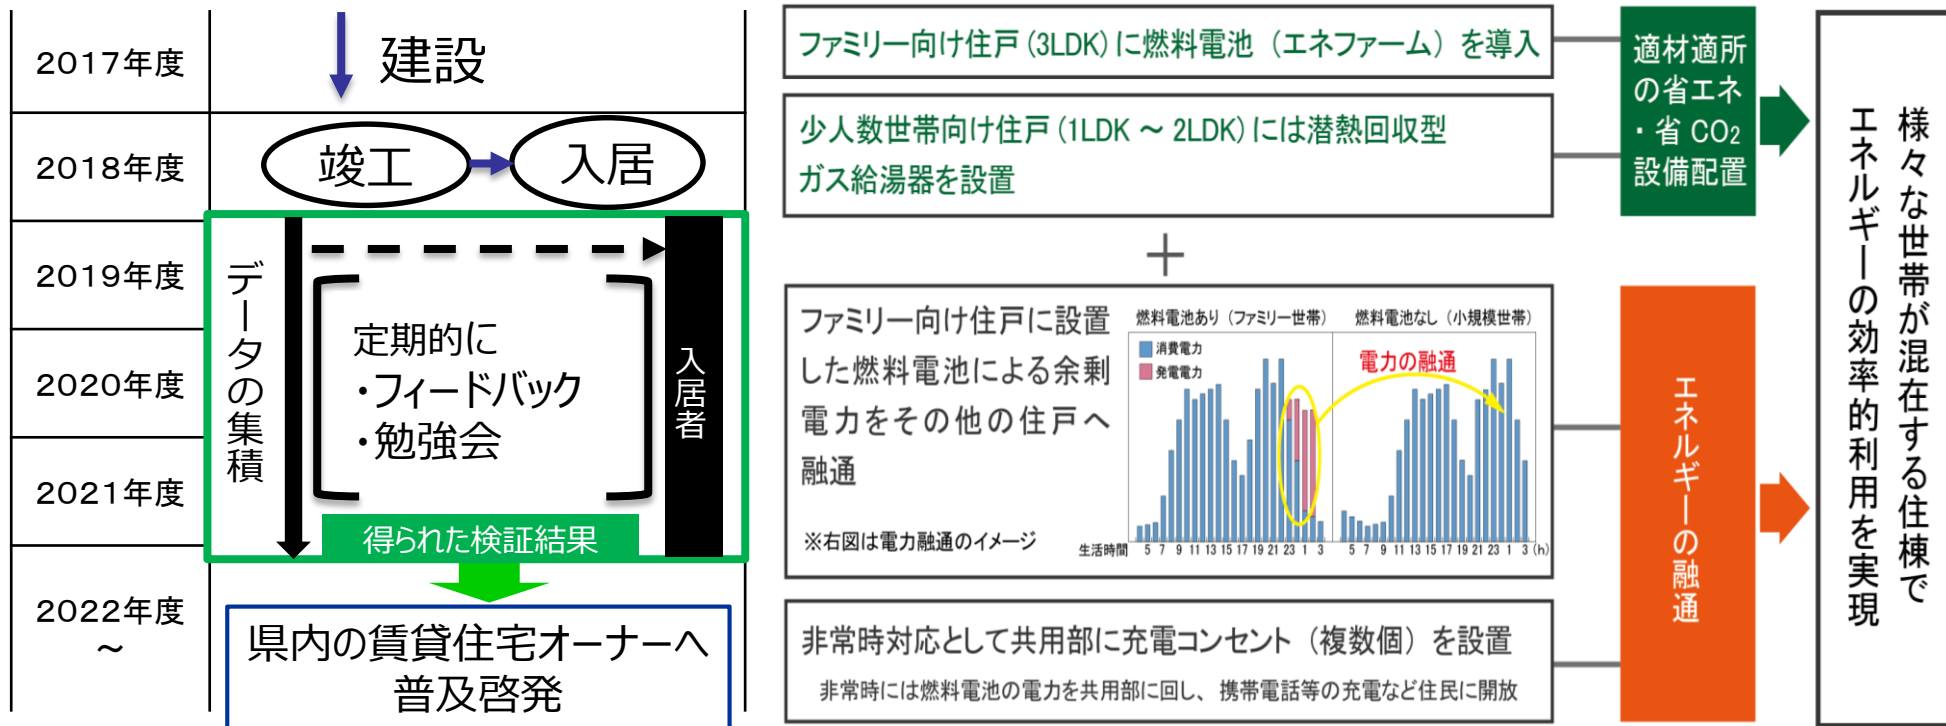 2017年度
建設
2018年度
竣工
入居
2019年度
2020年度
2021年度
2022年度
～
データの集積
定期的に
・フィードバック
・勉強会
入居者
得られた検証結果
県内の賃貸住宅オーナーへ
普及啓発
ファミリー向け住戸(3LDK)に燃料電池（エネファーム）を導入
少人数世帯向け住戸(1LDK ～ 2LDK)には潜熱回収型
ガス給湯器を設置
適材適所
の省エネ
・省 CO₂
設備配置
＋
ファミリー向け住戸に設置
した燃料電池による余剰
電力をその他の住戸へ
融通
※右図は電力融通のイメージ
燃料電池あり（ファミリー世帯）
燃料電池なし（小規模世帯）
消費電力
発電電力
電力の融通
生活時間
5 7 9 11 13 15 17 19 21 23 1 3
5 7 9 11 13 15 17 19 21 23 1 3 (h)
非常時対応として共用部に充電コンセント（複数個）を設置
非常時には燃料電池の電力を共用部に回し、携帯電話等の充電など住民に開放
エネルギーの融通
様々な世帯が混在する住棟で
エネルギーの効率的利用を実現